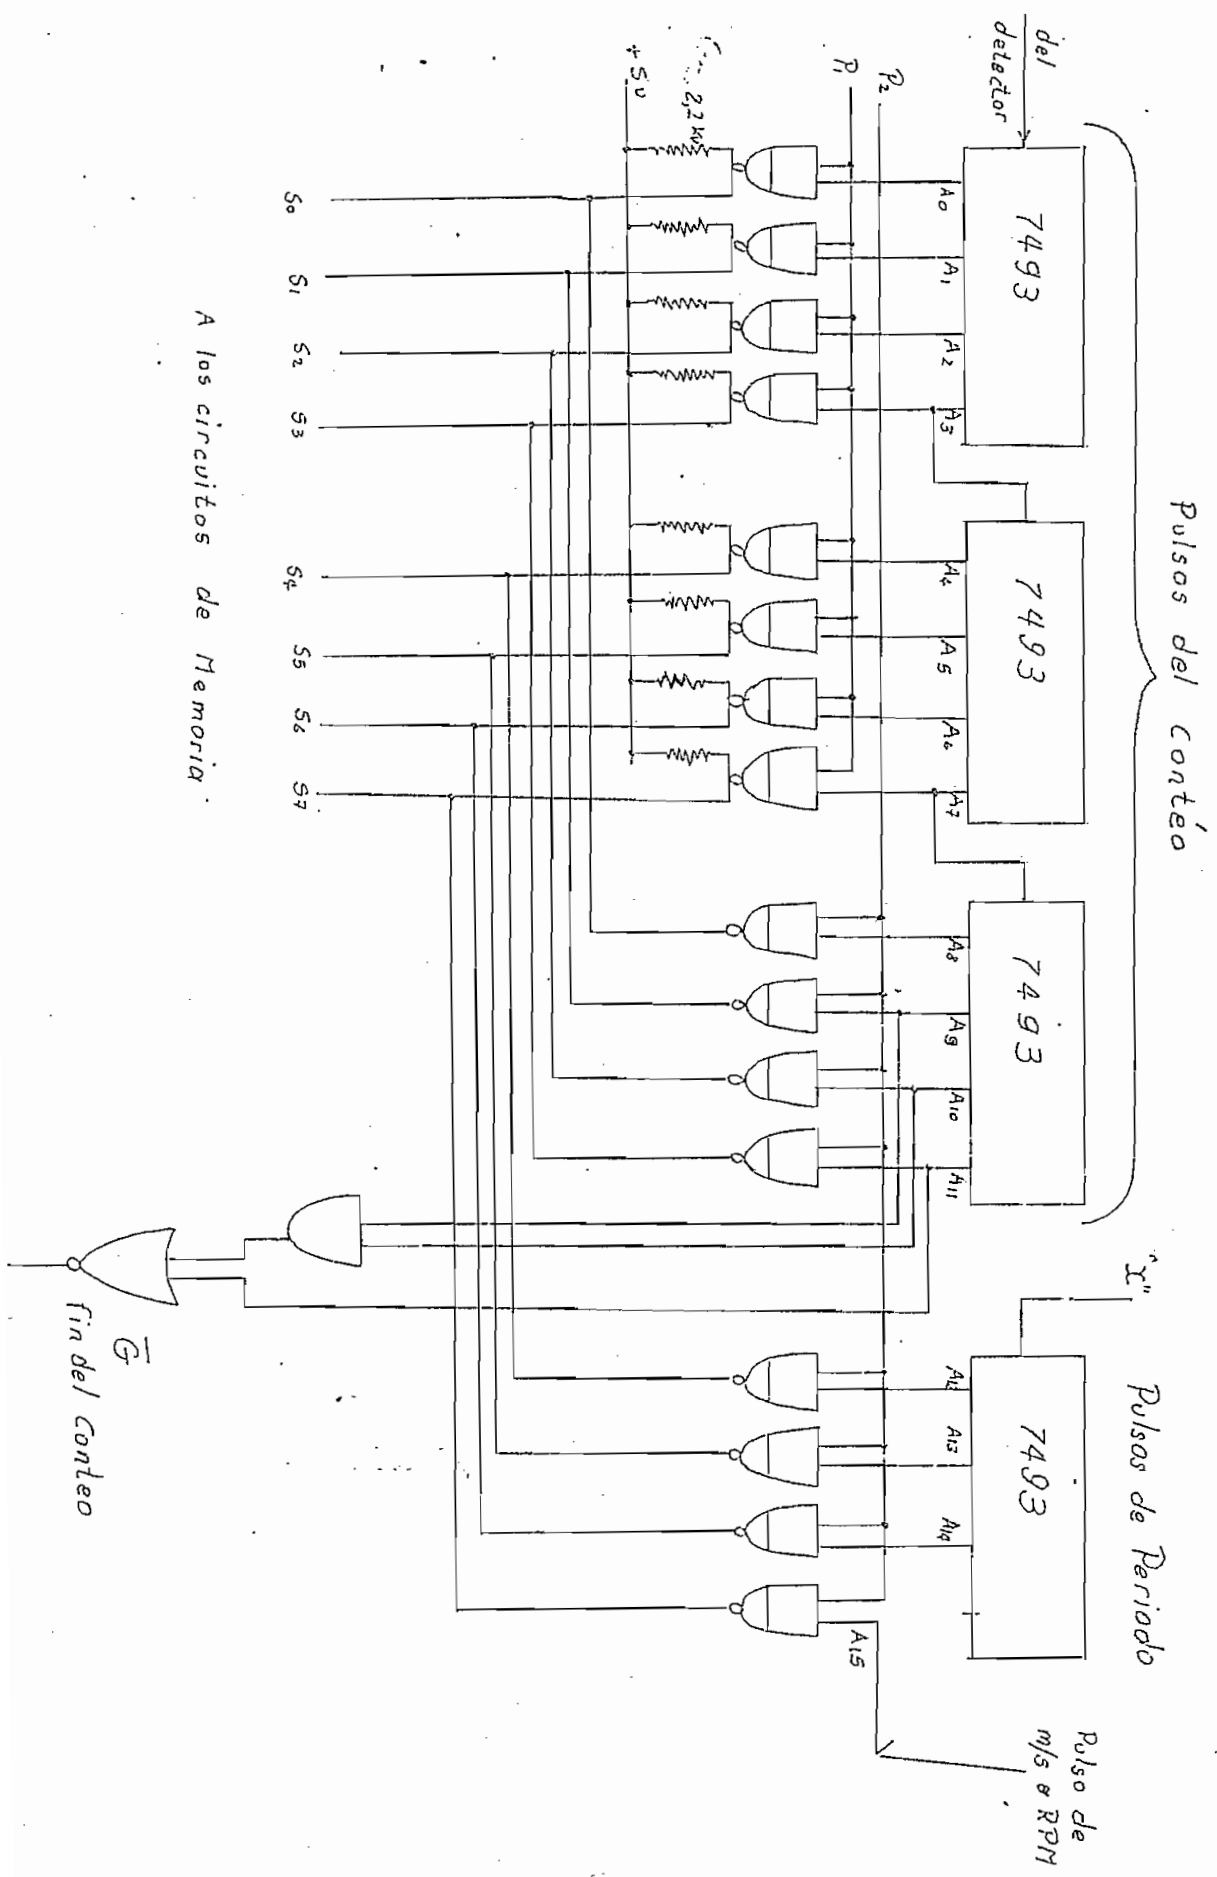 Pulsos del Contéo
Pulsos de Periodo
Pulso de
m/s o RPM
del
detector
"I"
7493
7493
7493
7493
A0
A1
A2
A3
A4
A5
A6
A7
A8
A9
A10
A11
A12
A13
A14
A15
P2
P1
2,2 K
+5v
S0
S1
S2
S3
S4
S5
S6
S7
A los circuitos de Memoria.
G̅
fin del Conteo